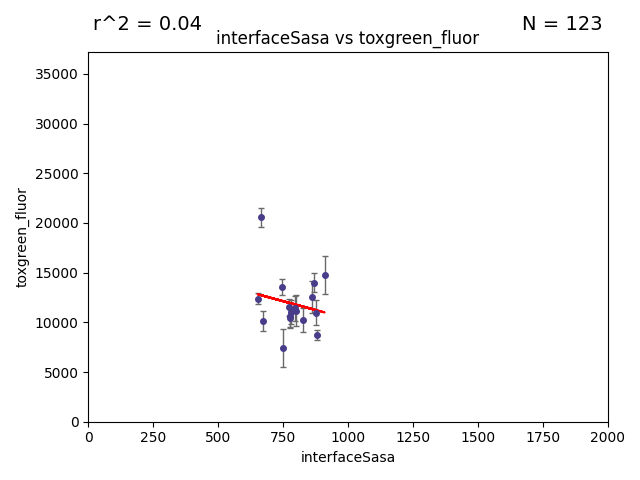 r^2 = 0.04
N = 123
interfaceSasa vs toxgreen_fluor
toxgreen_fluor
35000
30000
25000
20000
15000
10000
5000
0
0 250 500 750 1000 1250 1500 1750 2000
interfaceSasa